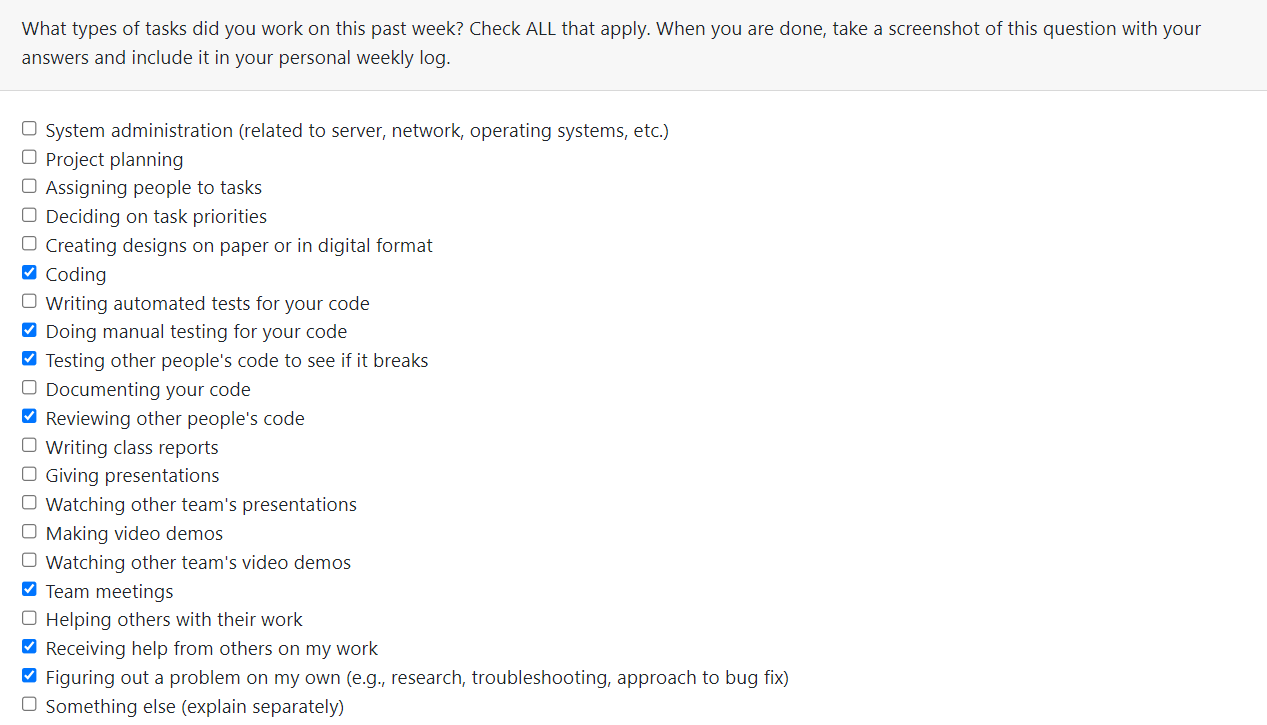 What types of tasks did you work on this past week? Check ALL that apply. When you are done, take a screenshot of this question with your
answers and include it in your personal weekly log.
System administration (related to server, network, operating systems, etc.)
Project planning
Assigning people to tasks
Deciding on task priorities
Creating designs on paper or in digital format
Coding
Writing automated tests for your code
Doing manual testing for your code
Testing other people's code to see if it breaks
Documenting your code
Reviewing other people's code
Writing class reports
Giving presentations
Watching other team's presentations
Making video demos
Watching other team's video demos
Team meetings
Helping others with their work
Receiving help from others on my work
Figuring out a problem on my own (e.g., research, troubleshooting, approach to bug fix)
Something else (explain separately)